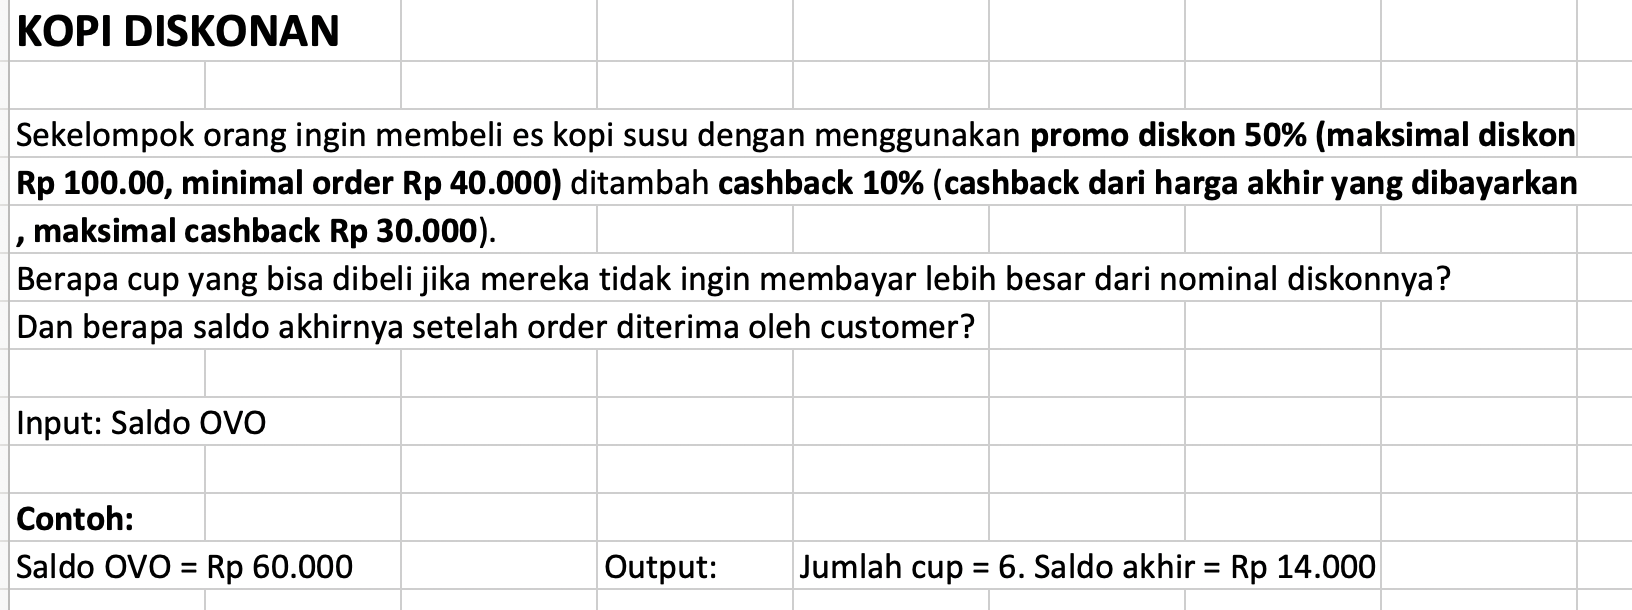 KOPI DISKONAN
Sekelompok orang ingin membeli es kopi susu dengan menggunakan promo diskon 50% (maksimal diskon
Rp 100.00, minimal order Rp 40.000) ditambah cashback 10% (cashback dari harga akhir yang dibayarkan
, maksimal cashback Rp 30.000).
Berapa cup yang bisa dibeli jika mereka tidak ingin membayar lebih besar dari nominal diskonnya?
Dan berapa saldo akhirnya setelah order diterima oleh customer?
Input: Saldo OVO
Contoh:
Saldo OVO = Rp 60.000 Output: Jumlah cup = 6. Saldo akhir = Rp 14.000